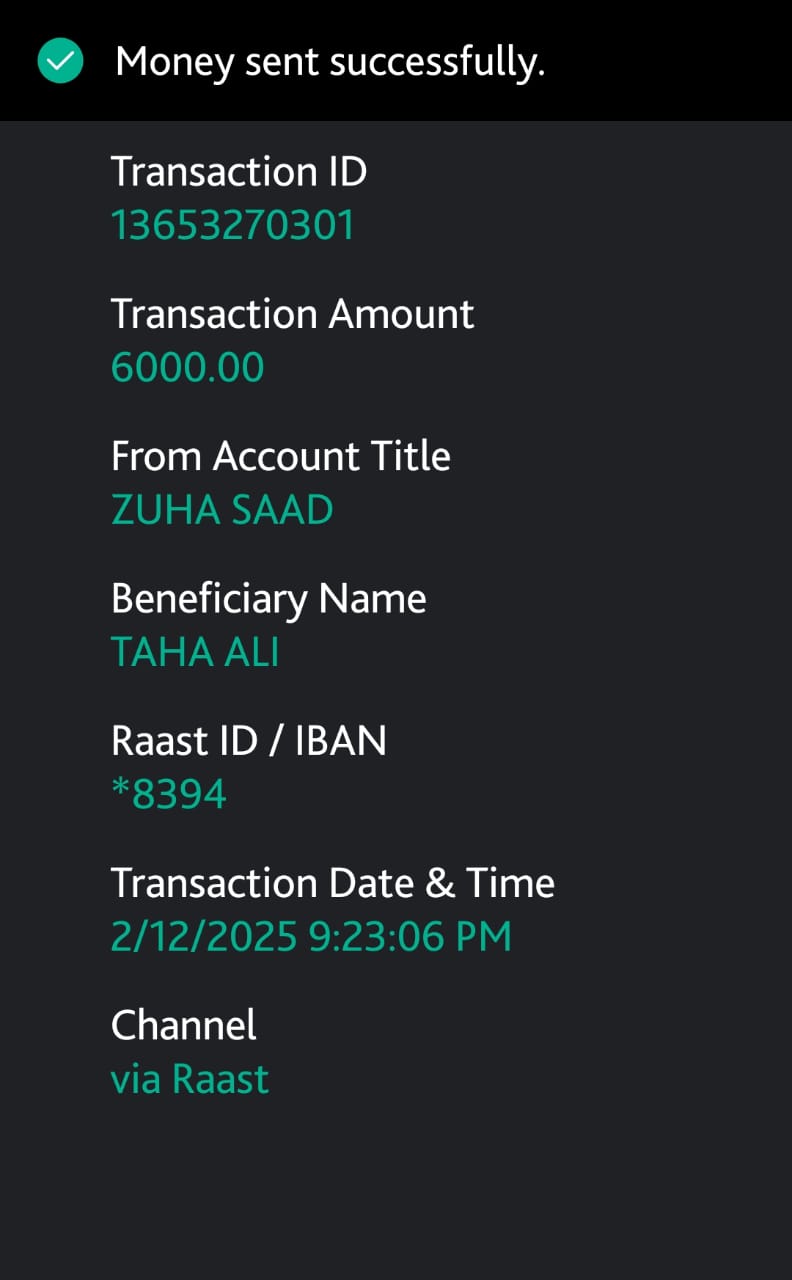 Money sent successfully.
Transaction ID
13653270301
Transaction Amount
6000.00
From Account Title
ZUHA SAAD
Beneficiary Name
TAHA ALI
Raast ID / IBAN
*8394
Transaction Date & Time
2/12/2025 9:23:06 PM
Channel
via Raast